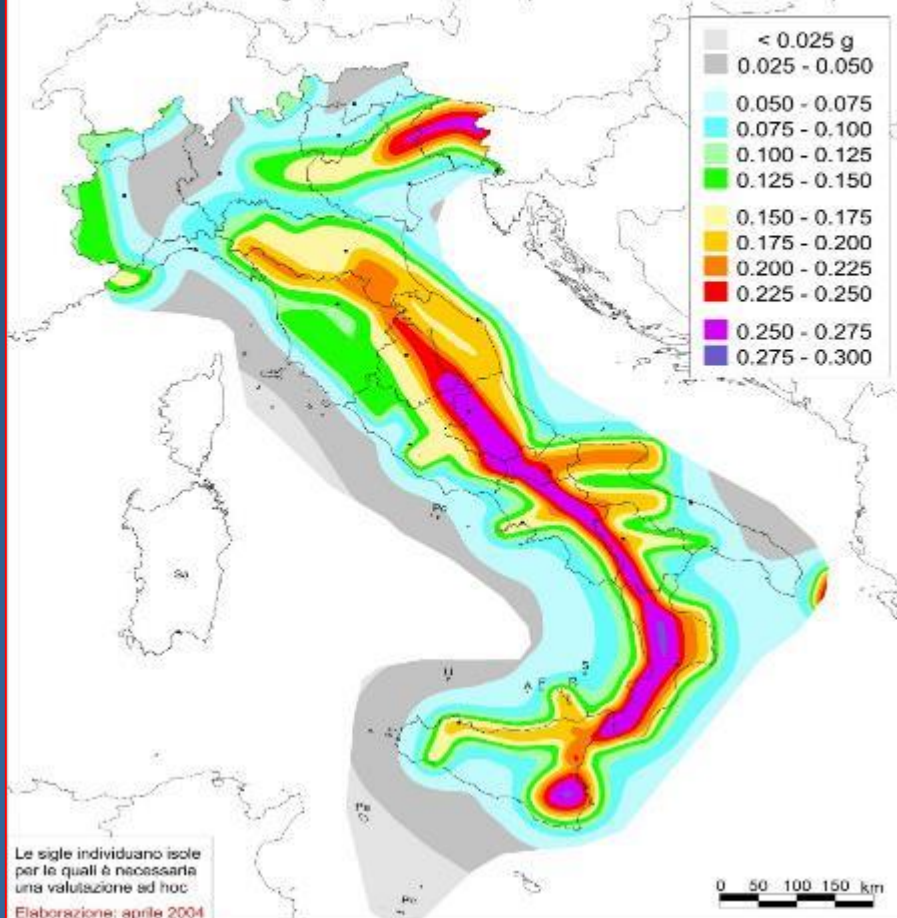 < 0.025 g
0.025 - 0.050
0.050 - 0.075
0.075 - 0.100
0.100 - 0.125
0.125 - 0.150
0.150 - 0.175
0.175 - 0.200
0.200 - 0.225
0.225 - 0.250
0.250 - 0.275
0.275 - 0.300
Sa
U
A
S
Le sigle individuano isole
per le quali è necessaria
una valutazione ad hoc
Elaborazione: aprile 2004
0 50 100 150 km